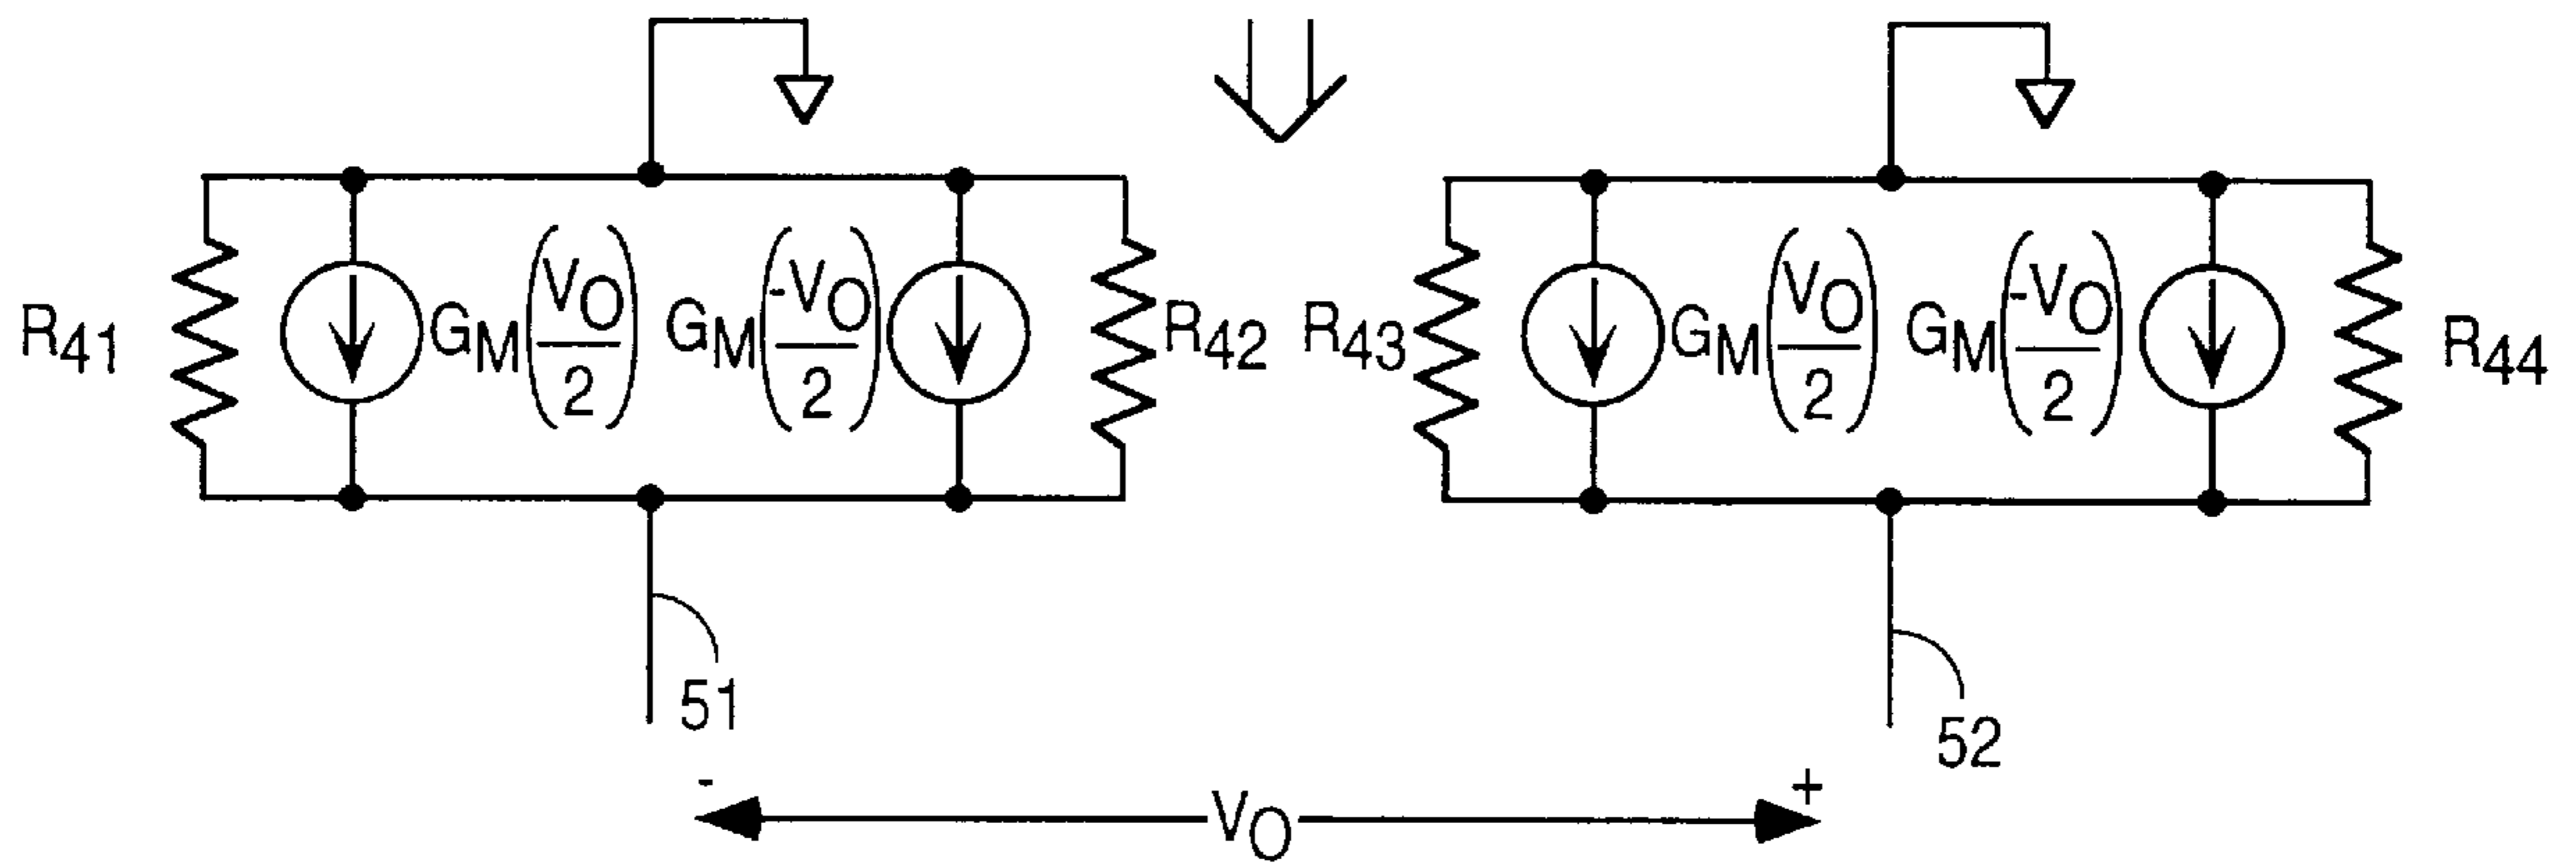 R41 GM(VO/2) GM(-VO/2) R42 R43 GM(VO/2) GM(-VO/2) R44
51
52
- VO +